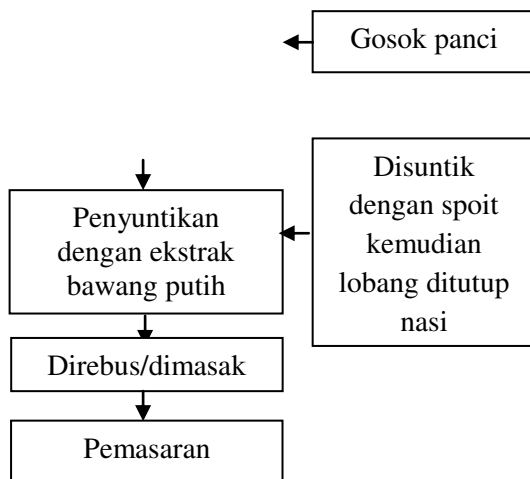 Gosok panci
Penyuntikan
dengan ekstrak
bawang putih
Disuntik
dengan spoit
kemudian
lobang ditutup
nasi
Direbus/dimasak
Pemasaran